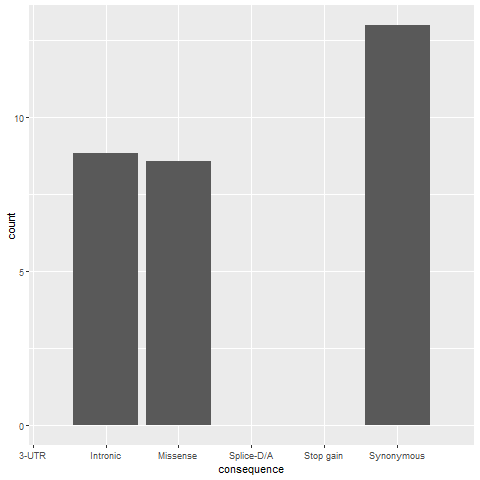 count
10
5
0
3-UTR Intronic Missense Splice-D/A Stop gain Synonymous
consequence